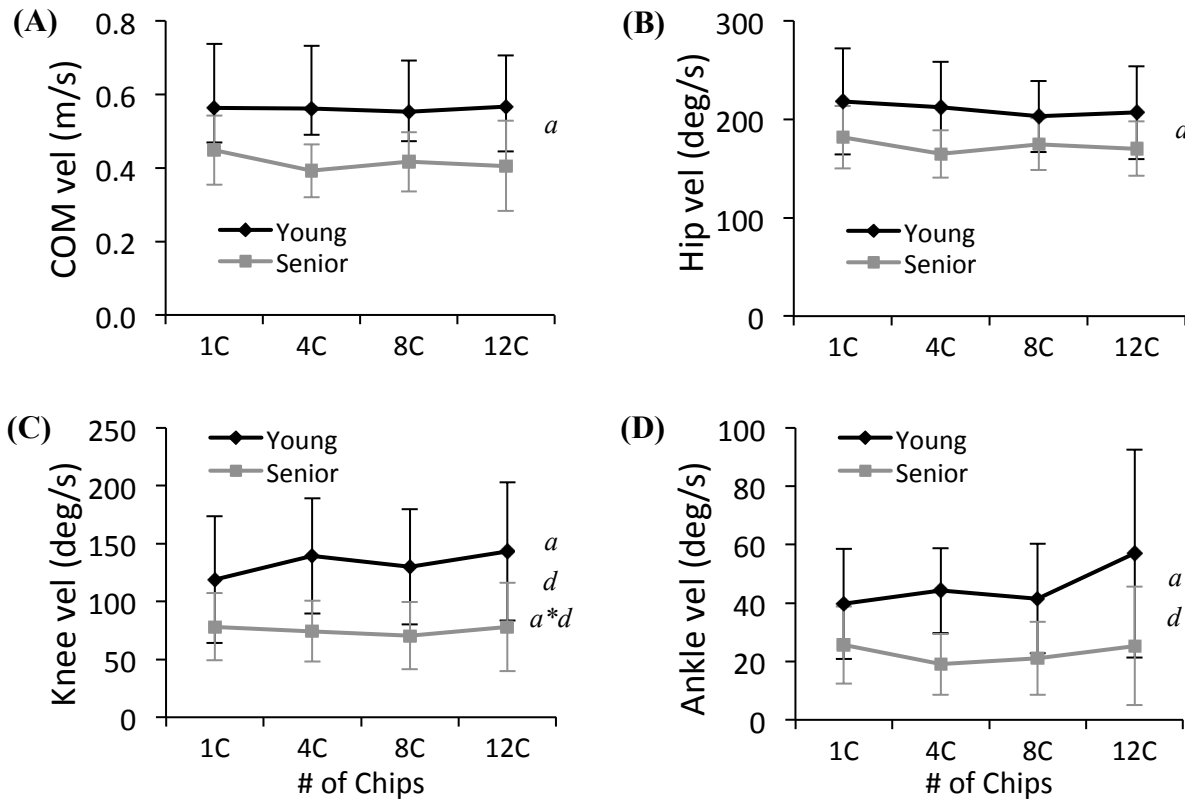 (A)
COM vel (m/s)
0.8
0.6
0.4
0.2
0.0
Young
Senior
a
1C 4C 8C 12C
(B)
Hip vel (deg/s)
300
200
100
0
Young
Senior
a
1C 4C 8C 12C
(C)
Knee vel (deg/s)
250
200
150
100
50
0
Young
Senior
a
d
a*d
1C 4C 8C 12C
# of Chips
(D)
Ankle vel (deg/s)
100
80
60
40
20
0
Young
Senior
a
d
1C 4C 8C 12C
# of Chips